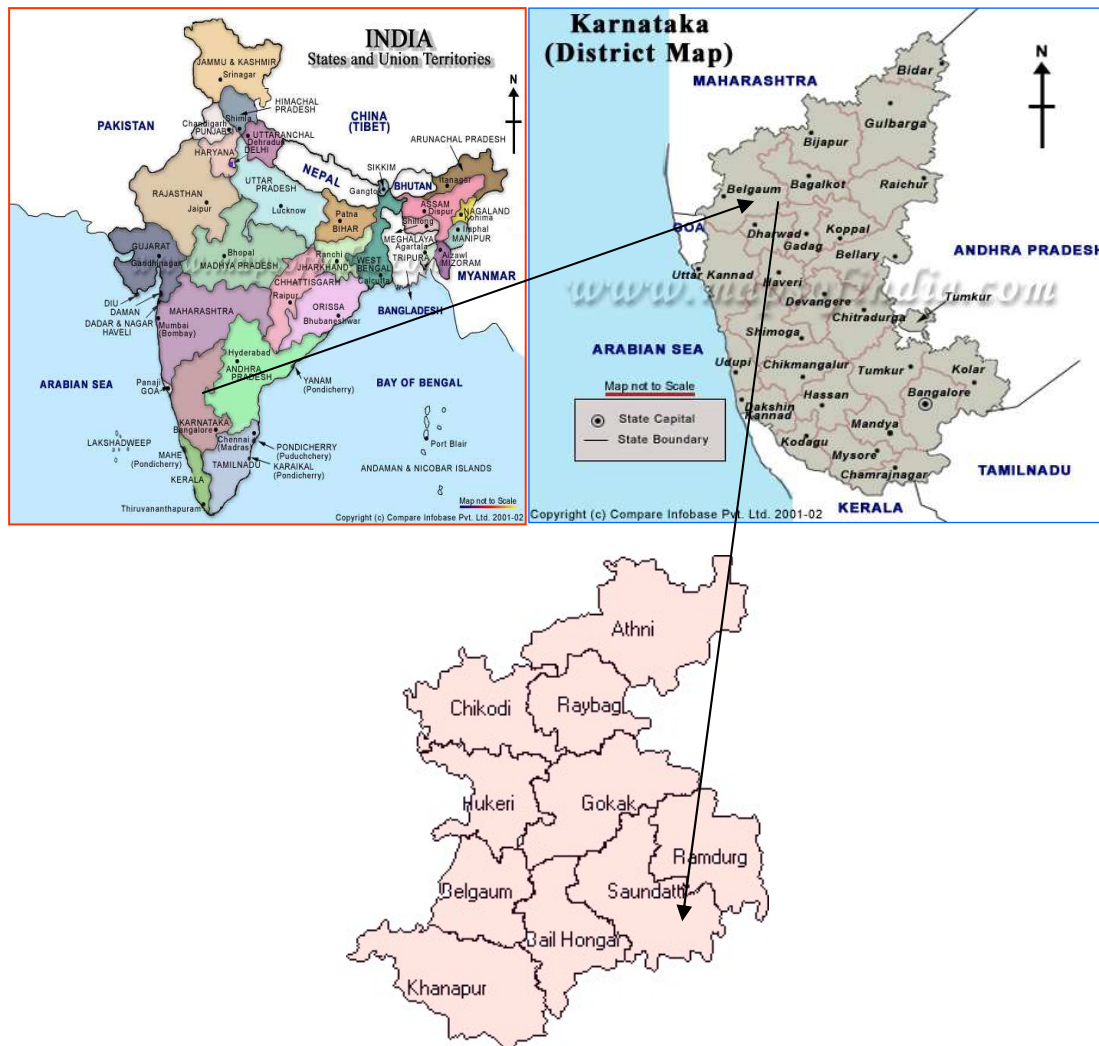 INDIA
States and Union Territories
N
JAMMU & KASHMIR
Srinagar
HIMACHAL
PRADESH
PAKISTAN
Chandigarh
Shimla
PUNJAB
CHINA
(TIBET)
UTTARANCHAL
Dehradun
DELHI
HARYANA
ARUNACHAL PRADESH
Itanagar
NEPAL
SIKKIM
Gangtok
BHUTAN
RAJASTHAN
Jaipur
UTTAR
PRADESH
Lucknow
Patna
BIHAR
ASSAM
Dispur
NAGALAND
Kohima
Shillong
MEGHALAYA
Imphal
MANIPUR
Agartala
TRIPURA
Aizawl
MIZORAM
MYANMAR
GUJARAT
Gandhinagar
Bhopal
MADHYA PRADESH
Ranchi
JHARKHAND
WEST
BENGAL
Calcutta
CHHATTISGARH
Raipur
ORISSA
Bhubaneshwar
BANGLADESH
DIU
DAMAN
DADAR & NAGAR
HAVELI
MAHARASHTRA
Mumbai
(Bombay)
Hyderabad
ANDHRA
PRADESH
YANAM
(Pondicherry)
ARABIAN SEA
Panaji
GOA
BAY OF BENGAL
KARNATAKA
Bangalore
Chennai
(Madras)
PONDICHERRY
(Puduchchery)
KARAIKAL
(Pondicherry)
LAKSHADWEEP
MAHE
(Pondicherry)
TAMILNADU
KERALA
Thiruvananthapuram
Port Blair
ANDAMAN & NICOBAR ISLANDS
Map not to Scale
Copyright (c) Compare Infobase Pvt. Ltd. 2001-02
Karnataka
(District Map)
N
MAHARASHTRA
Bidar
Gulbarga
Bijapur
Belgaum
Bagalkot
Raichur
GOA
Dharwad
Gadag
Koppal
Bellary
ANDHRA PRADESH
Uttar Kannad
Haveri
www.mapsofindia.com
Devangere
Tumkur
Chitradurga
Shimoga
ARABIAN SEA
Udupi
Chikmangalur
Tumkur
Kolar
Map not to Scale
Hassan
Bangalore
Dakshin
Kannad
State Capital
State Boundary
Mandya
Kodagu
Mysore
Chamrajnagar
TAMILNADU
KERALA
Copyright (c) Compare Infobase Pvt. Ltd. 2001-02
Athni
Chikodi
Raybag
Hukeri
Gokak
Ramdurg
Belgaum
Saundatti
Bail Hongal
Khanapur